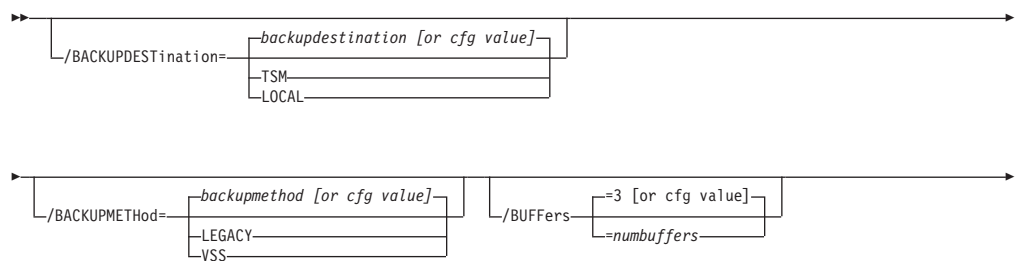 backupdestination [or cfg value]
/BACKUPDESTination=
TSM
LOCAL
backupmethod [or cfg value]
=3 [or cfg value]
/BACKUPMETHod=
/BUFFers
LEGACY
=numbuffers
VSS